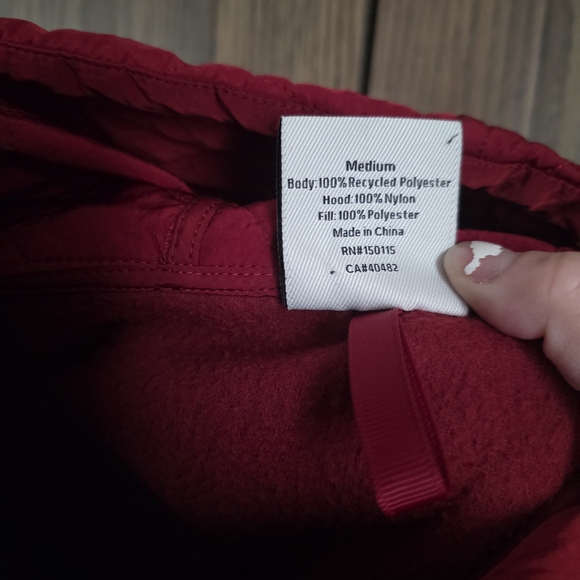 Medium
Body:100%Recycled Polyester
Hood:100%Nylon
Fill:100%Polyester
Made in China
RN#150115
CA#40482